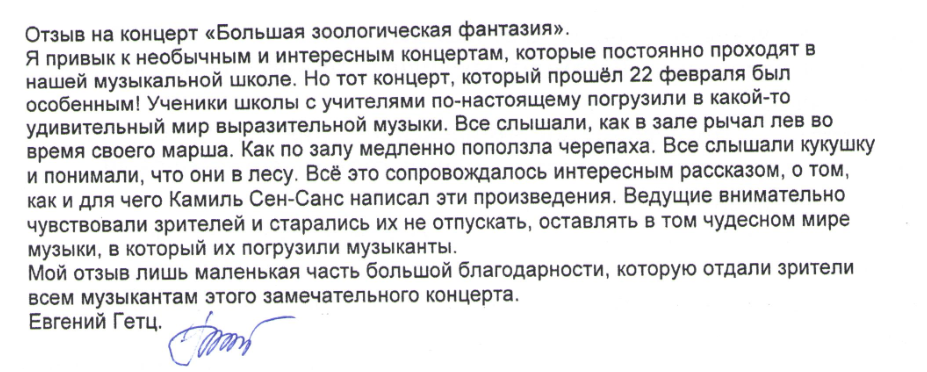 Отзыв на концерт «Большая зоологическая фантазия».
Я привык к необычным и интересным концертам, которые постоянно проходят в
нашей музыкальной школе. Но тот концерт, который прошёл 22 февраля был
особенным! Ученики школы с учителями по-настоящему погрузили в какой-то
удивительный мир выразительной музыки. Все слышали, как в зале рычал лев во
время своего марша. Как по залу медленно поползла черепаха. Все слышали кукушку
и понимали, что они в лесу. Всё это сопровождалось интересным рассказом, о том,
как и для чего Камиль Сен-Санс написал эти произведения. Ведущие внимательно
чувствовали зрителей и старались их не отпускать, оставлять в том чудесном мире
музыки, в который их погрузили музыканты.
Мой отзыв лишь маленькая часть большой благодарности, которую отдали зрители
всем музыкантам этого замечательного концерта.
Евгений Гетц.